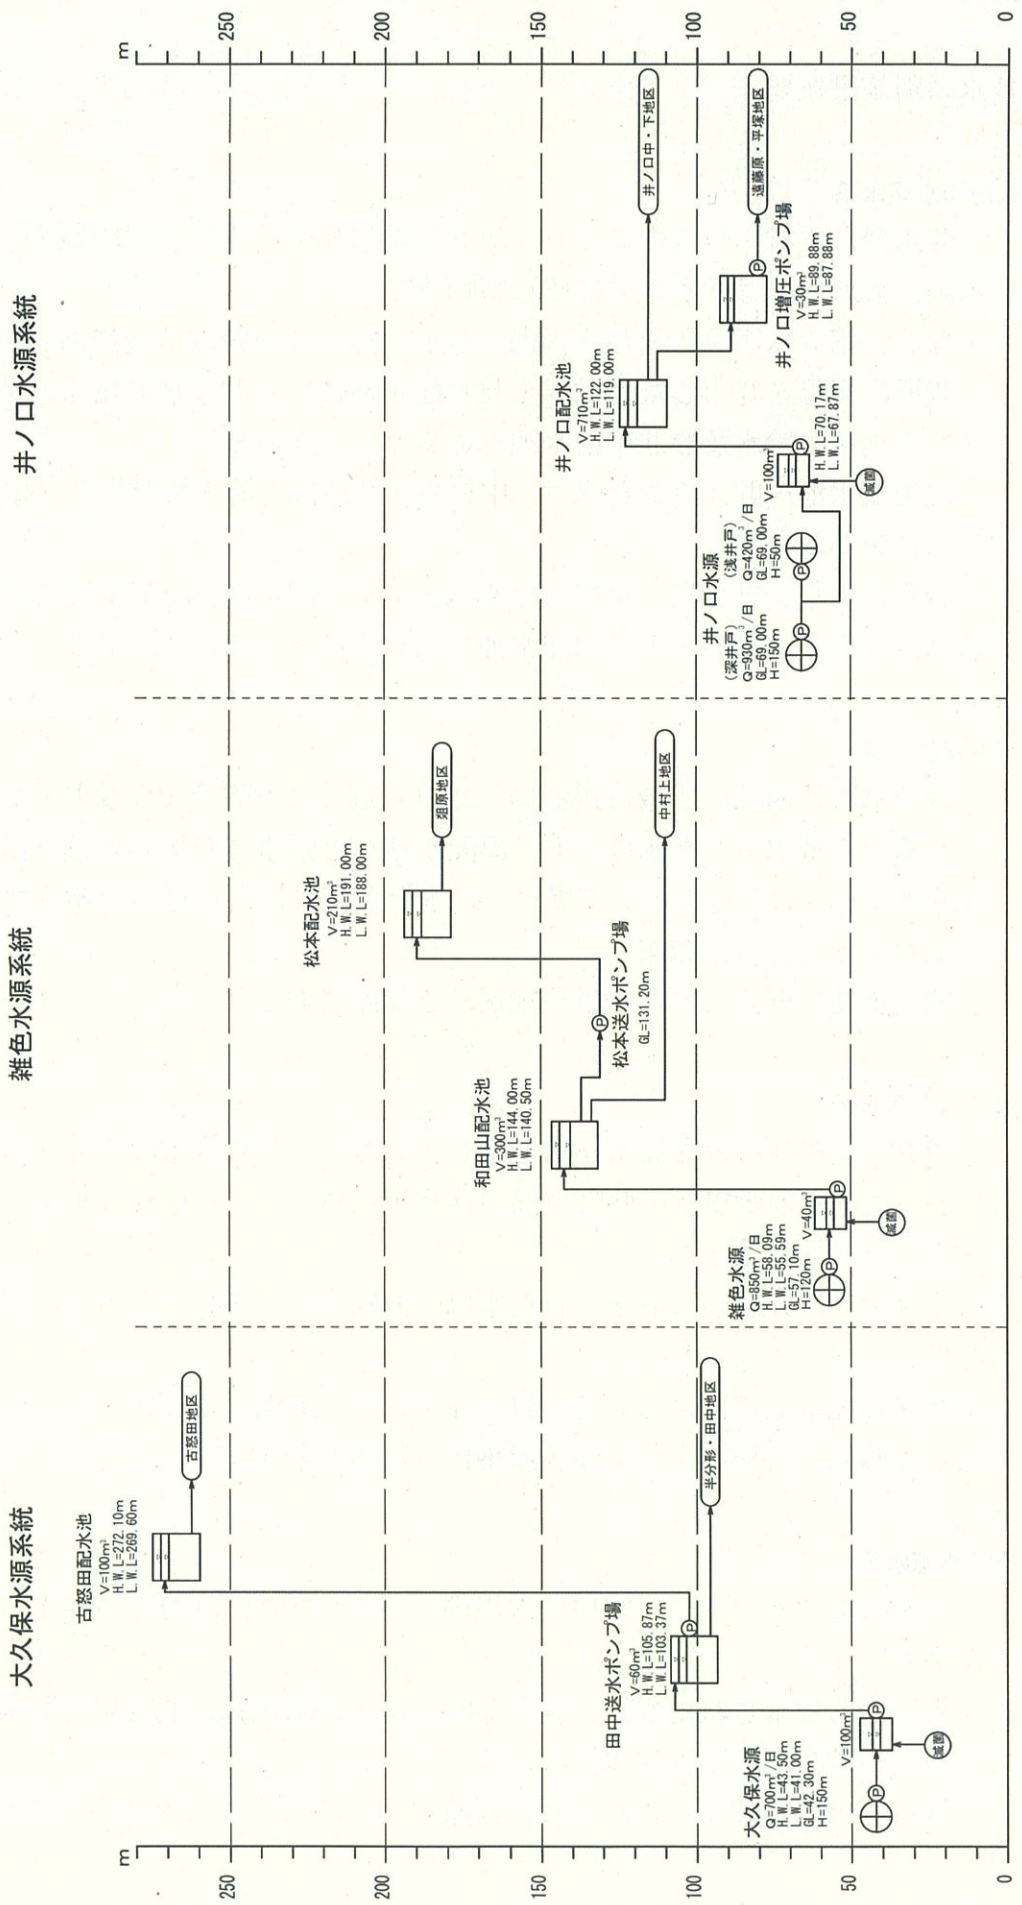 大久保水源系統
雑色水源系統
井ノ口水源系統
m
250
200
150
100
50
0
古怒田配水池
V=100m³
H.W.L=272.10m
L.W.L=269.60m
古怒田地区
田中送水ポンプ場
V=60m³
H.W.L=105.87m
L.W.L=103.37m
P
半分形・田中地区
大久保水源
Q=700m³/日
H.W.L=43.50m
L.W.L=41.00m
GL=42.30m
H=150m
V=100m³
P
P
滅菌
松本配水池
V=210m³
H.W.L=191.00m
L.W.L=188.00m
和田山配水池
V=300m³
H.W.L=144.00m
L.W.L=140.50m
P
松本送水ポンプ場
GL=131.20m
中村上地区
雑色水源
Q=850m³/日
H.W.L=58.09m
L.W.L=55.59m
GL=57.10m
H=120m
V=40m³
P
P
滅菌
井ノ口配水池
V=710m³
H.W.L=122.00m
L.W.L=119.00m
井ノ口中・下地区
井ノ口増圧ポンプ場
V=30m³
H.W.L=89.88m
L.W.L=87.88m
P
遠藤原・平塚地区
井ノ口水源
(深井戸)
Q=930m³/日
GL=69.00m
H=150m
(浅井戸)
Q=420m³/日
GL=69.00m
H=50m
P
P
V=100m³
H.W.L=70.17m
L.W.L=67.87m
P
滅菌
m
250
200
150
100
50
0